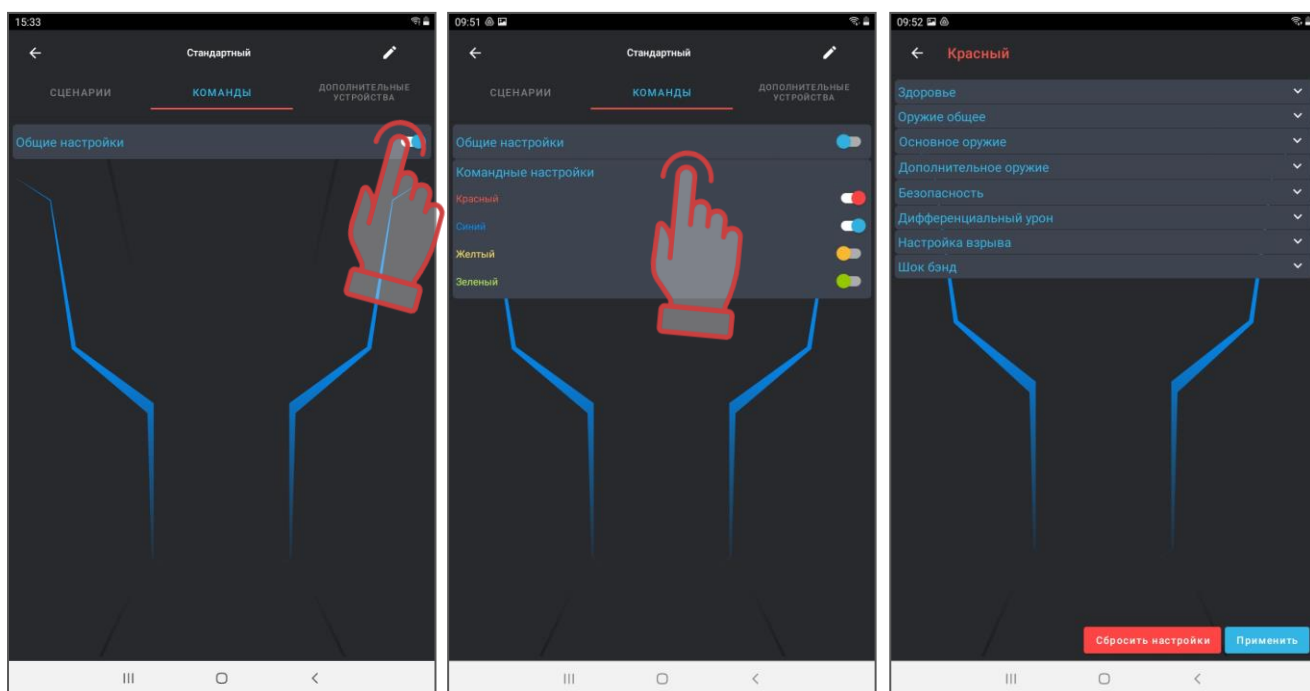 15:33
Стандартный
СЦЕНАРИИ
КОМАНДЫ
ДОПОЛНИТЕЛЬНЫЕ
УСТРОЙСТВА
Общие настройки
09:51
Стандартный
СЦЕНАРИИ
КОМАНДЫ
ДОПОЛНИТЕЛЬНЫЕ
УСТРОЙСТВА
Общие настройки
Командные настройки
Красный
Синий
Желтый
Зеленый
09:52
Красный
Здоровье
Оружие общее
Основное оружие
Дополнительное оружие
Безопасность
Дифференциальный урон
Настройка взрыва
Шок бэнд
Сбросить настройки
Применить